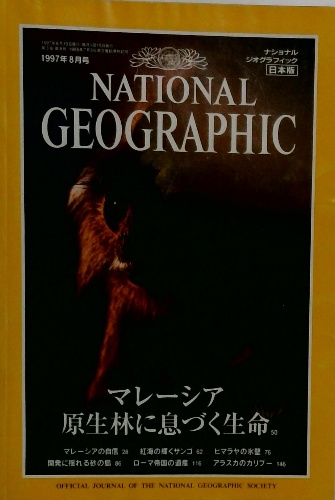 1997年8月号
ナショナル
ジオグラフィック
日本版
NATIONAL
GEOGRAPHIC
マレーシア
原生林に息づく生命 50
マレーシアの自信 28 紅海の輝くサンゴ 62 ヒマラヤの氷壁 76
開発に揺れる砂の島 86 ローマ帝国の遺産 116 アラスカのカリブー 146
OFFICIAL JOURNAL OF THE NATIONAL GEOGRAPHIC SOCIETY